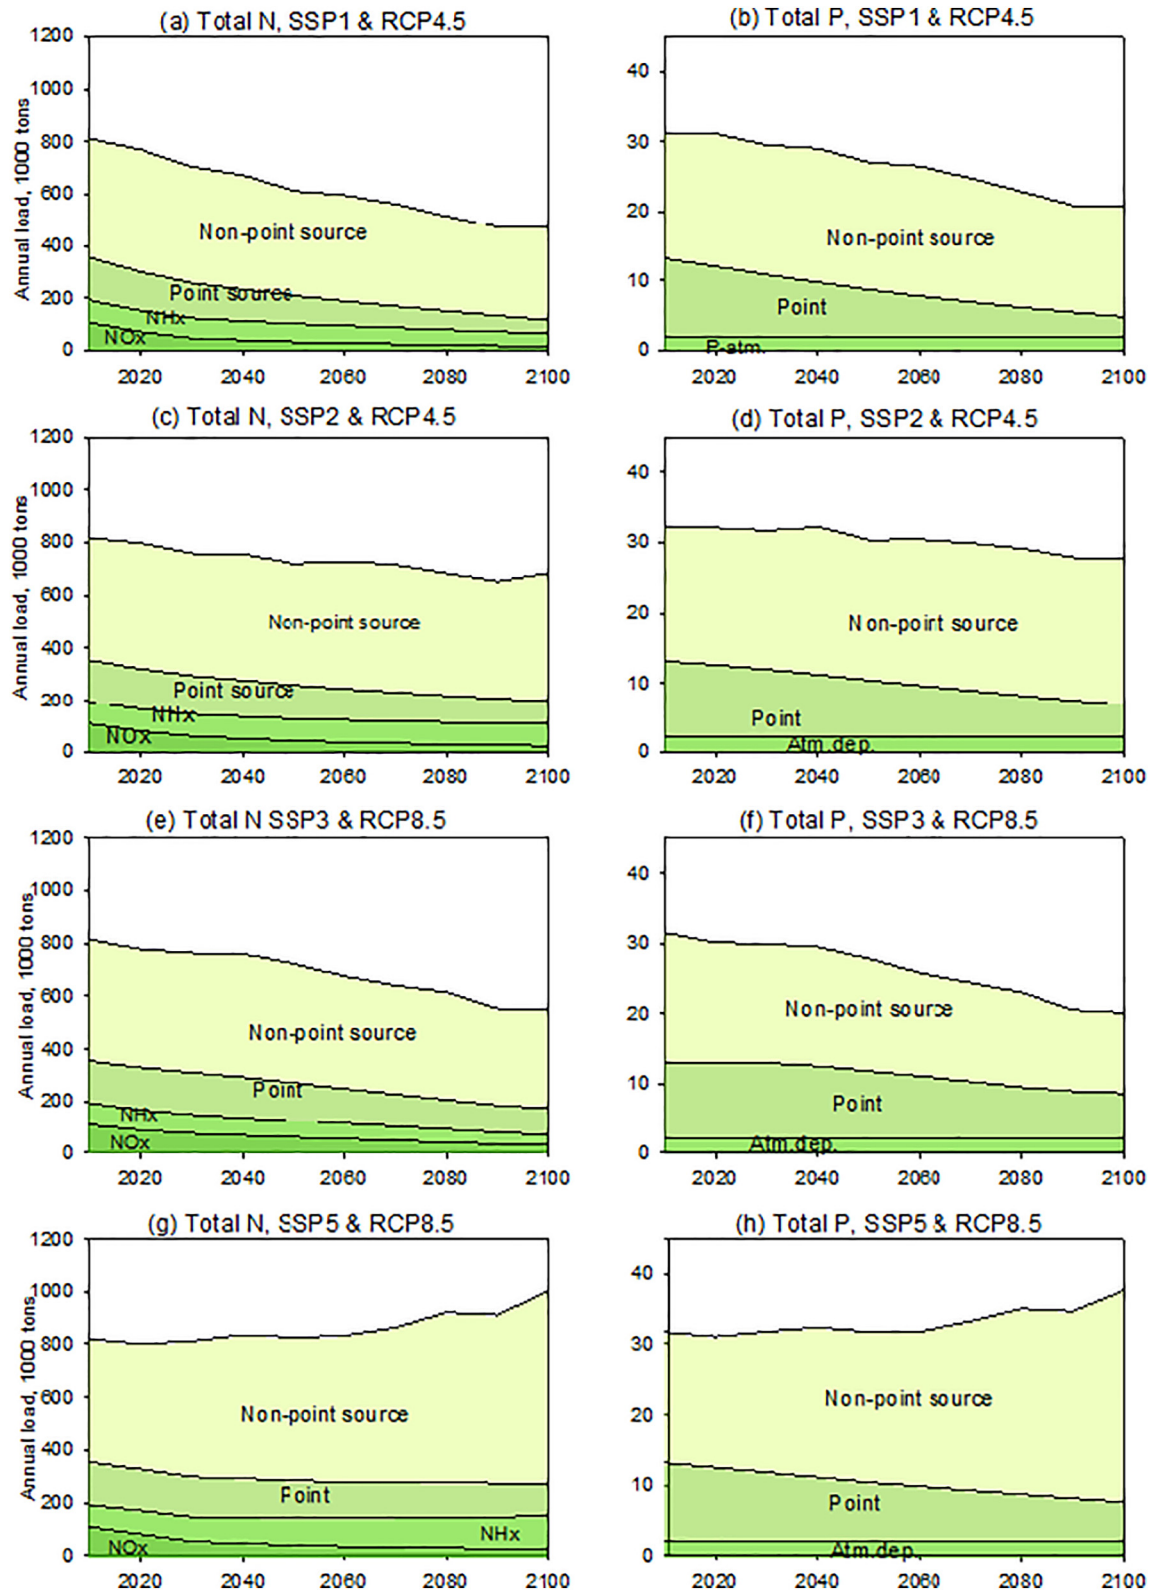 (a) Total N, SSP1 & RCP4.5
(b) Total P, SSP1 & RCP4.5
Annual load, 1000 tons
1200
1000
800
600
400
200
0
Non-point source
Point source
NHx
NOx
2020 2040 2060 2080 2100
40
30
20
10
0
Non-point source
Point
P-atm.
2020 2040 2060 2080 2100
(c) Total N, SSP2 & RCP4.5
(d) Total P, SSP2 & RCP4.5
Annual load, 1000 tons
1200
1000
800
600
400
200
0
Non-point source
Point source
NHx
NOx
2020 2040 2060 2080 2100
40
30
20
10
0
Non-point source
Point
Atm.dep.
2020 2040 2060 2080 2100
(e) Total N SSP3 & RCP8.5
(f) Total P, SSP3 & RCP8.5
Annual load, 1000 tons
1200
1000
800
600
400
200
0
Non-point source
Point
NHx
NOx
2020 2040 2060 2080 2100
40
30
20
10
0
Non-point source
Point
Atm.dep.
2020 2040 2060 2080 2100
(g) Total N, SSP5 & RCP8.5
(h) Total P, SSP5 & RCP8.5
Annual load, 1000 tons
1200
1000
800
600
400
200
0
Non-point source
Point
NHx
NOx
2020 2040 2060 2080 2100
40
30
20
10
0
Non-point source
Point
Atm.dep.
2020 2040 2060 2080 2100